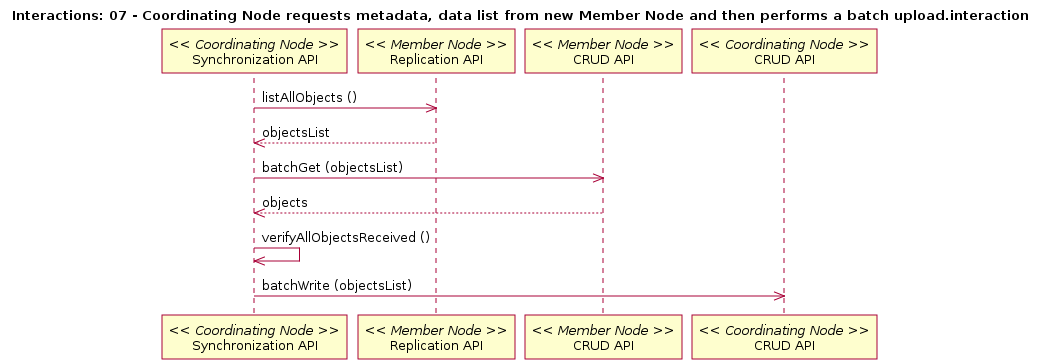 Interactions: 07 - Coordinating Node requests metadata, data list from new Member Node and then performs a batch upload.interaction
<< Coordinating Node >>
Synchronization API
<< Member Node >>
Replication API
<< Member Node >>
CRUD API
<< Coordinating Node >>
CRUD API
listAllObjects ()
objectsList
batchGet (objectsList)
objects
verifyAllObjectsReceived ()
batchWrite (objectsList)
<< Coordinating Node >>
Synchronization API
<< Member Node >>
Replication API
<< Member Node >>
CRUD API
<< Coordinating Node >>
CRUD API